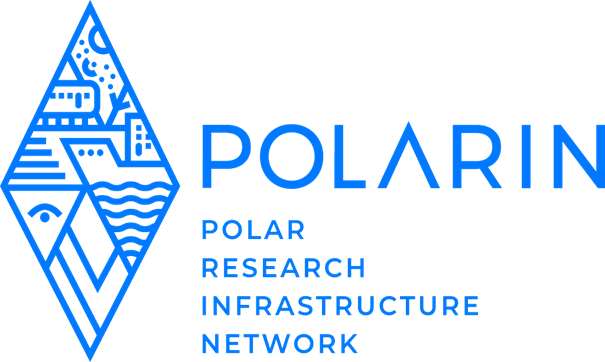 POLARIN
POLAR
RESEARCH
INFRASTRUCTURE
NETWORK